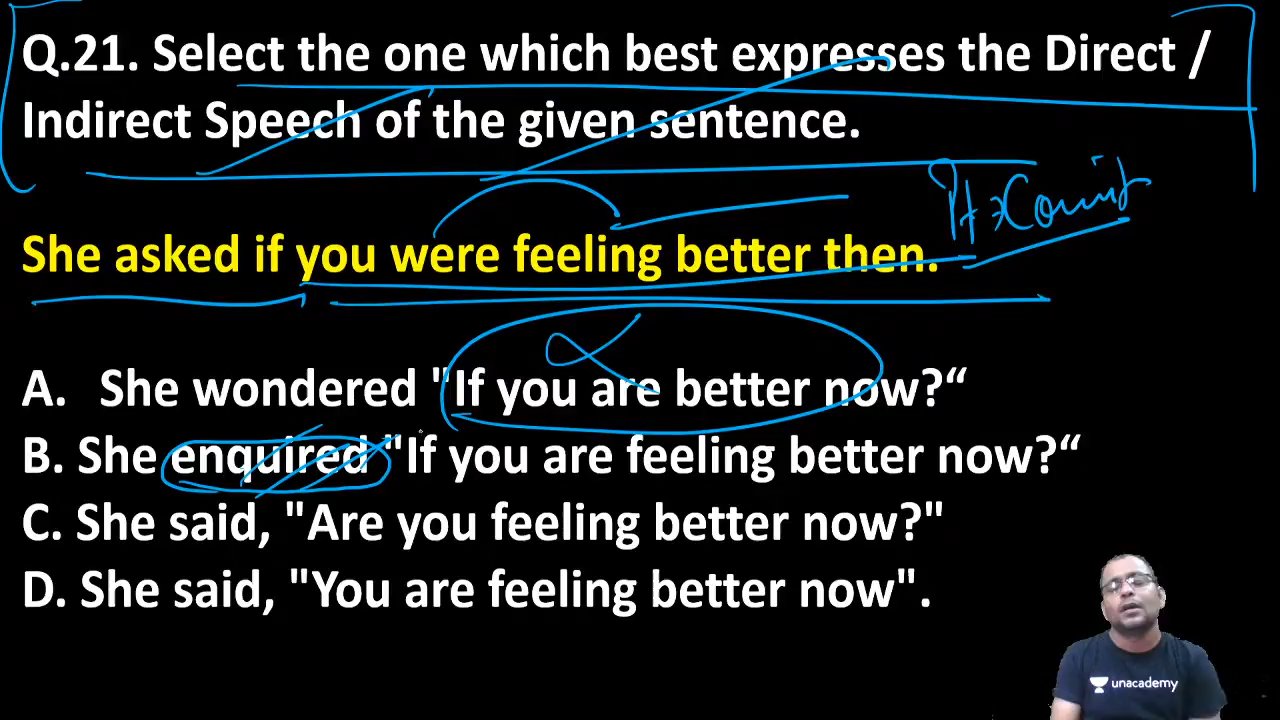 Q.21. Select the one which best expresses the Direct /
Indirect Speech of the given sentence.
She asked if you were feeling better then.
A. She wondered "If you are better now?“
B. She enquired "If you are feeling better now?“
C. She said, "Are you feeling better now?"
D. She said, "You are feeling better now".
unacademy